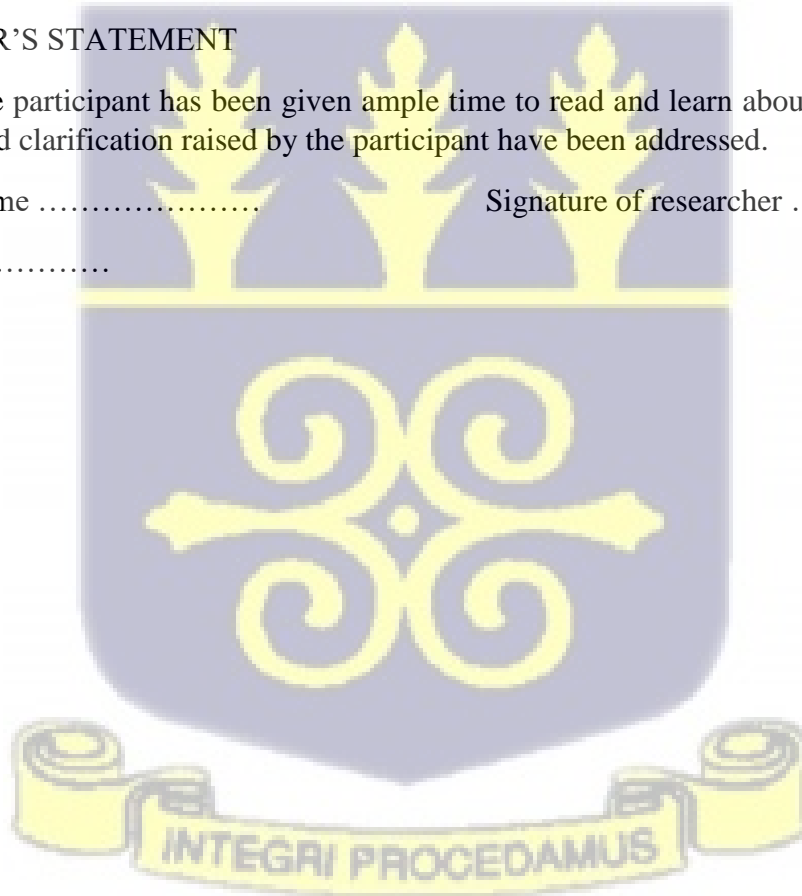 R’S STATEMENT
e participant has been given ample time to read and learn abou
d clarification raised by the participant have been addressed.
me ………………… Signature of researcher .
…………
INTEGRI PROCEDAMUS